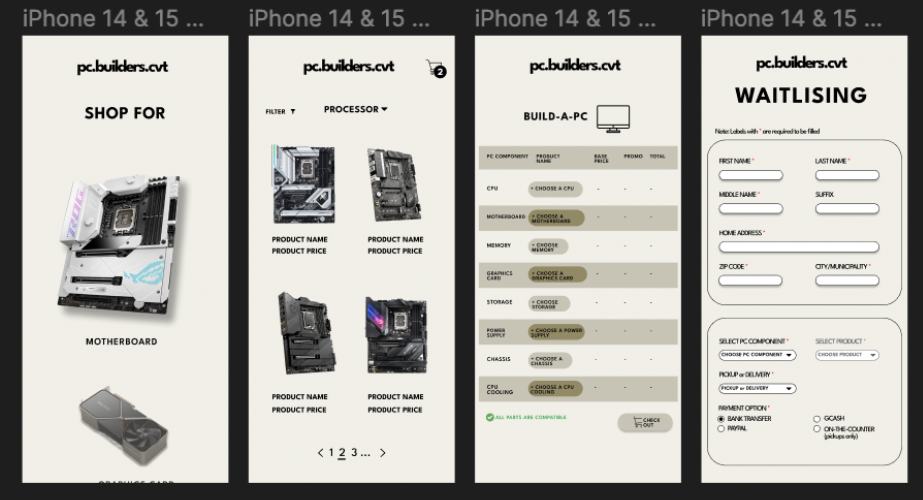 iPhone 14 & 15 ...
pc.builders.cvt
SHOP FOR
MOTHERBOARD
GRAPHICS CARD
iPhone 14 & 15 ...
pc.builders.cvt
2
FILTER
PROCESSOR
PRODUCT NAME
PRODUCT PRICE
PRODUCT NAME
PRODUCT PRICE
PRODUCT NAME
PRODUCT PRICE
PRODUCT NAME
PRODUCT PRICE
< 1 2 3 ... >
iPhone 14 & 15 ...
pc.builders.cvt
BUILD-A-PC
PC COMPONENT PRODUCT NAME BASE PRICE PROMO TOTAL
CPU + CHOOSE A CPU - - -
MOTHERBOARD + CHOOSE A MOTHERBOARD - - -
MEMORY + CHOOSE MEMORY - - -
GRAPHICS CARD + CHOOSE A GRAPHICS CARD - - -
STORAGE + CHOOSE STORAGE - - -
POWER SUPPLY + CHOOSE A POWER SUPPLY - - -
CHASSIS + CHOOSE A CHASSIS - - -
CPU COOLING + CHOOSE A CPU COOLING - - -
ALL PARTS ARE COMPATIBLE
CHECK OUT
iPhone 14 & 15 ...
pc.builders.cvt
WAITLISING
Note: Labels with * are required to be filled
FIRST NAME * LAST NAME *
MIDDLE NAME * SUFFIX
HOME ADDRESS *
ZIP CODE * CITY/MUNICIPALITY *
SELECT PC COMPONENT * SELECT PRODUCT *
CHOOSE PC COMPONENT CHOOSE PRODUCT
PICKUP or DELIVERY *
PICKUP or DELIVERY
PAYMENT OPTION *
BANK TRANSFER GCASH
PAYPAL ON-THE-COUNTER
(pickups only)